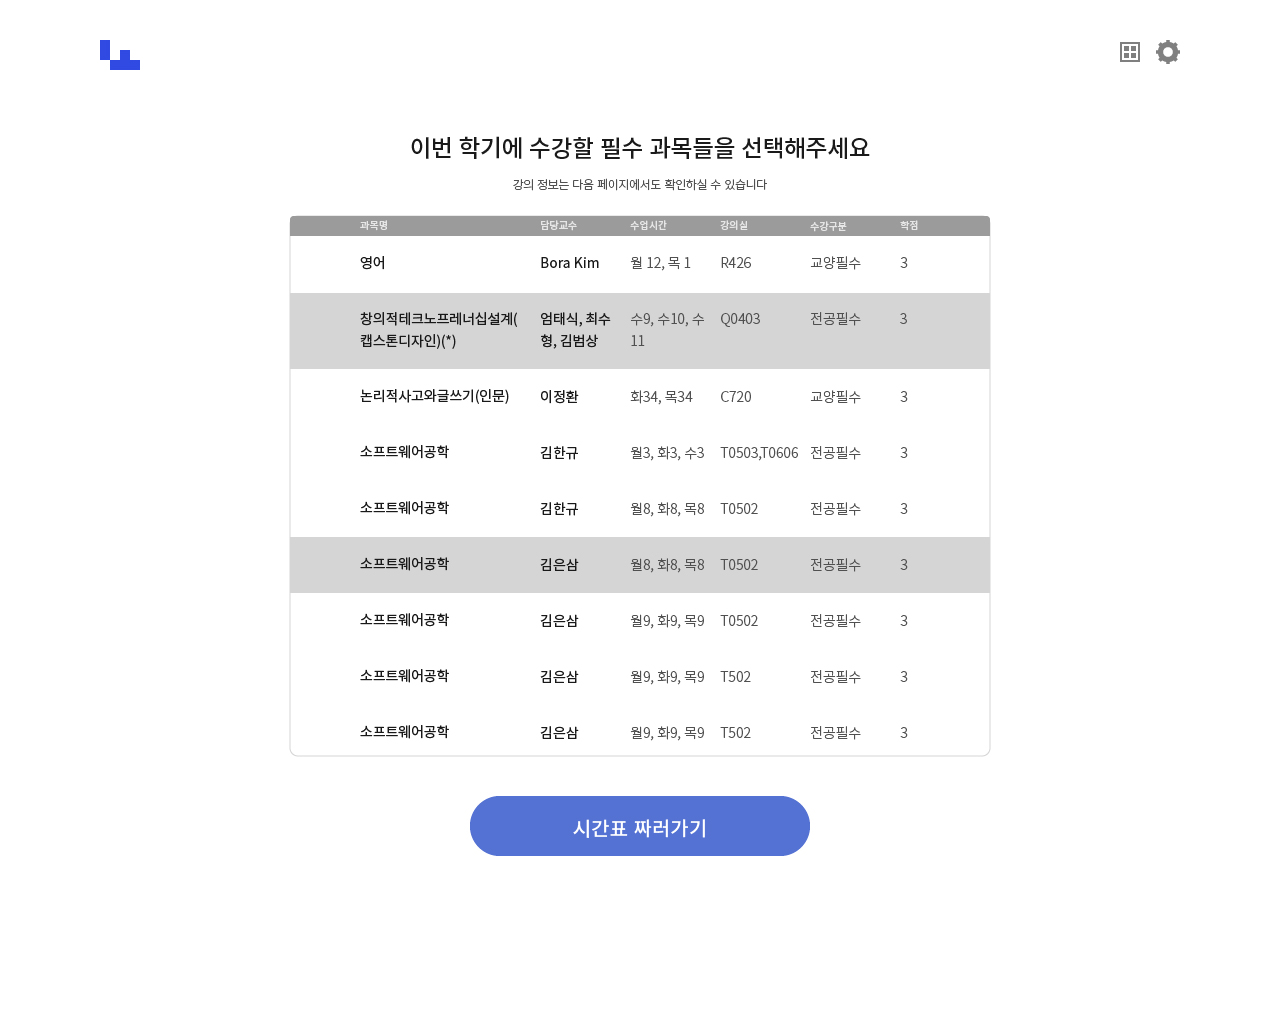 이번 학기에 수강할 필수 과목들을 선택해주세요
강의 정보는 다음 페이지에서도 확인하실 수 있습니다
과목명 담당교수 수업시간 강의실 수강구분 학점
영어 Bora Kim 월 12, 목 1 R426 교양필수 3
창의적테크노프레너십설계( 엄태식, 최수 수9, 수10, 수 Q0403 전공필수 3
캡스톤디자인)(*) 형, 김범상 11
논리적사고와글쓰기(인문) 이정환 화34, 목34 C720 교양필수 3
소프트웨어공학 김한규 월3, 화3, 수3 T0503,T0606 전공필수 3
소프트웨어공학 김한규 월8, 화8, 목8 T0502 전공필수 3
소프트웨어공학 김은삼 월8, 화8, 목8 T0502 전공필수 3
소프트웨어공학 김은삼 월9, 화9, 목9 T0502 전공필수 3
소프트웨어공학 김은삼 월9, 화9, 목9 T502 전공필수 3
소프트웨어공학 김은삼 월9, 화9, 목9 T502 전공필수 3
시간표 짜러가기